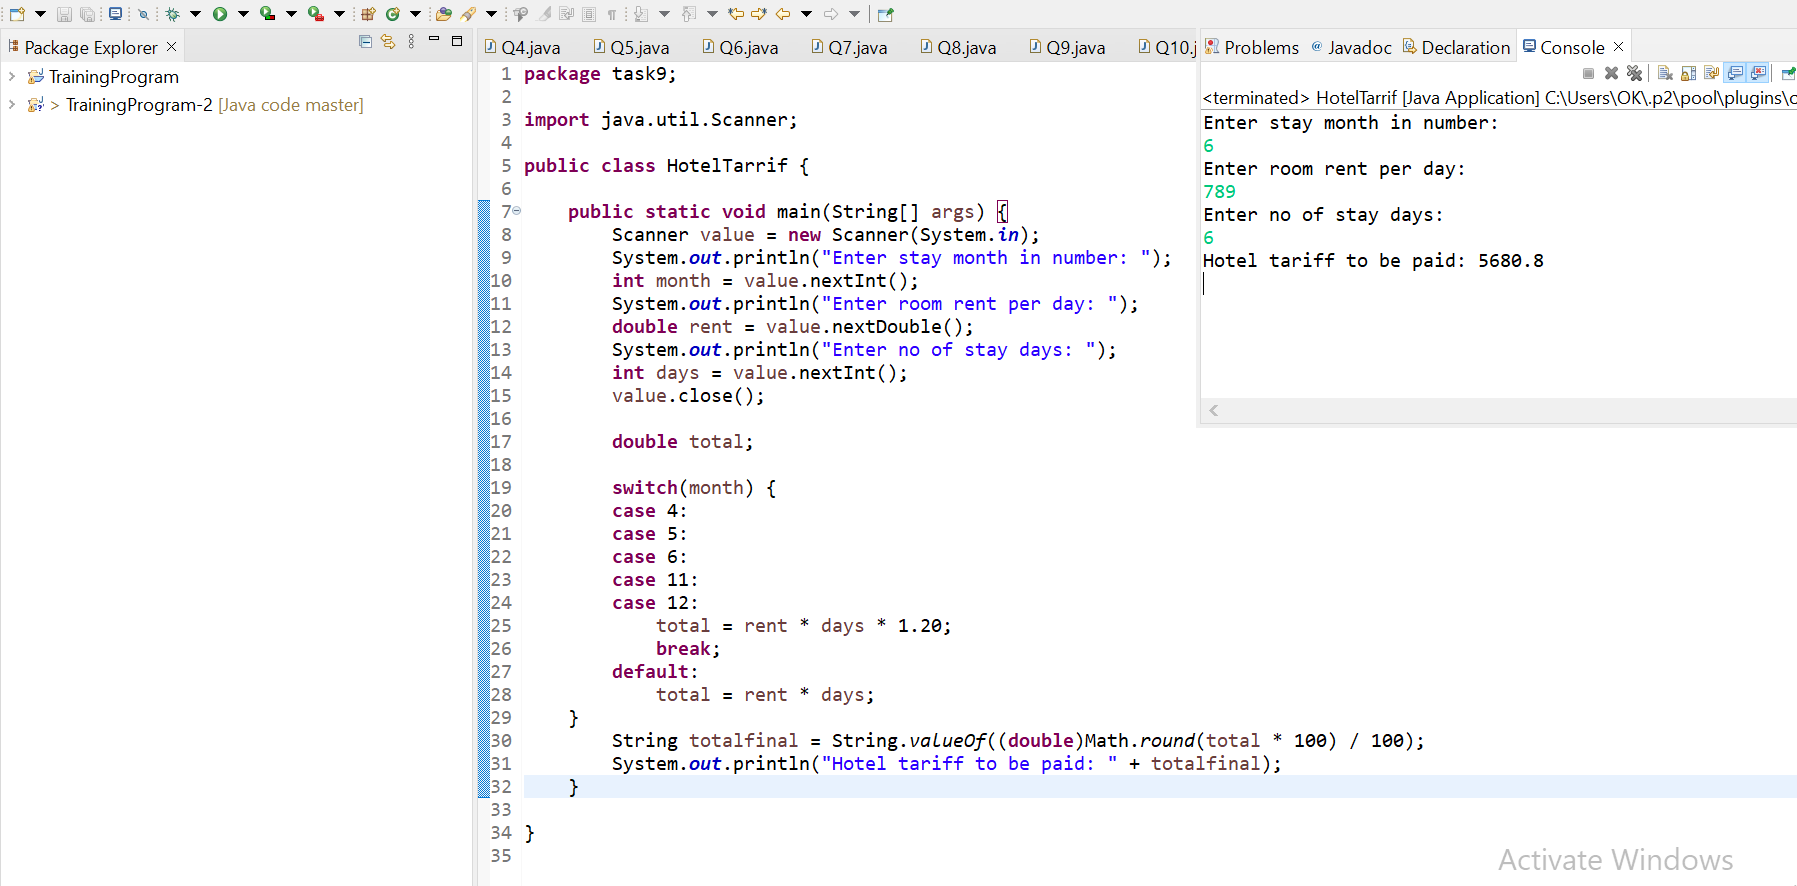 Package Explorer
TrainingProgram
> TrainingProgram-2 [Java code master]
Q4.java Q5.java Q6.java Q7.java Q8.java Q9.java Q10.j
1 package task9;
2
3 import java.util.Scanner;
4
5 public class HotelTarrif {
6
7 public static void main(String[] args) {
8 Scanner value = new Scanner(System.in);
9 System.out.println("Enter stay month in number: ");
10 int month = value.nextInt();
11 System.out.println("Enter room rent per day: ");
12 double rent = value.nextDouble();
13 System.out.println("Enter no of stay days: ");
14 int days = value.nextInt();
15 value.close();
16
17 double total;
18
19 switch(month) {
20 case 4:
21 case 5:
22 case 6:
23 case 11:
24 case 12:
25 total = rent * days * 1.20;
26 break;
27 default:
28 total = rent * days;
29 }
30 String totalfinal = String.valueOf((double)Math.round(total * 100) / 100);
31 System.out.println("Hotel tariff to be paid: " + totalfinal);
32 }
33
34 }
35
Problems @ Javadoc Declaration Console
<terminated> HotelTarrif [Java Application] C:\Users\OK\.p2\pool\plugins\o
Enter stay month in number:
6
Enter room rent per day:
789
Enter no of stay days:
6
Hotel tariff to be paid: 5680.8
Activate Windows